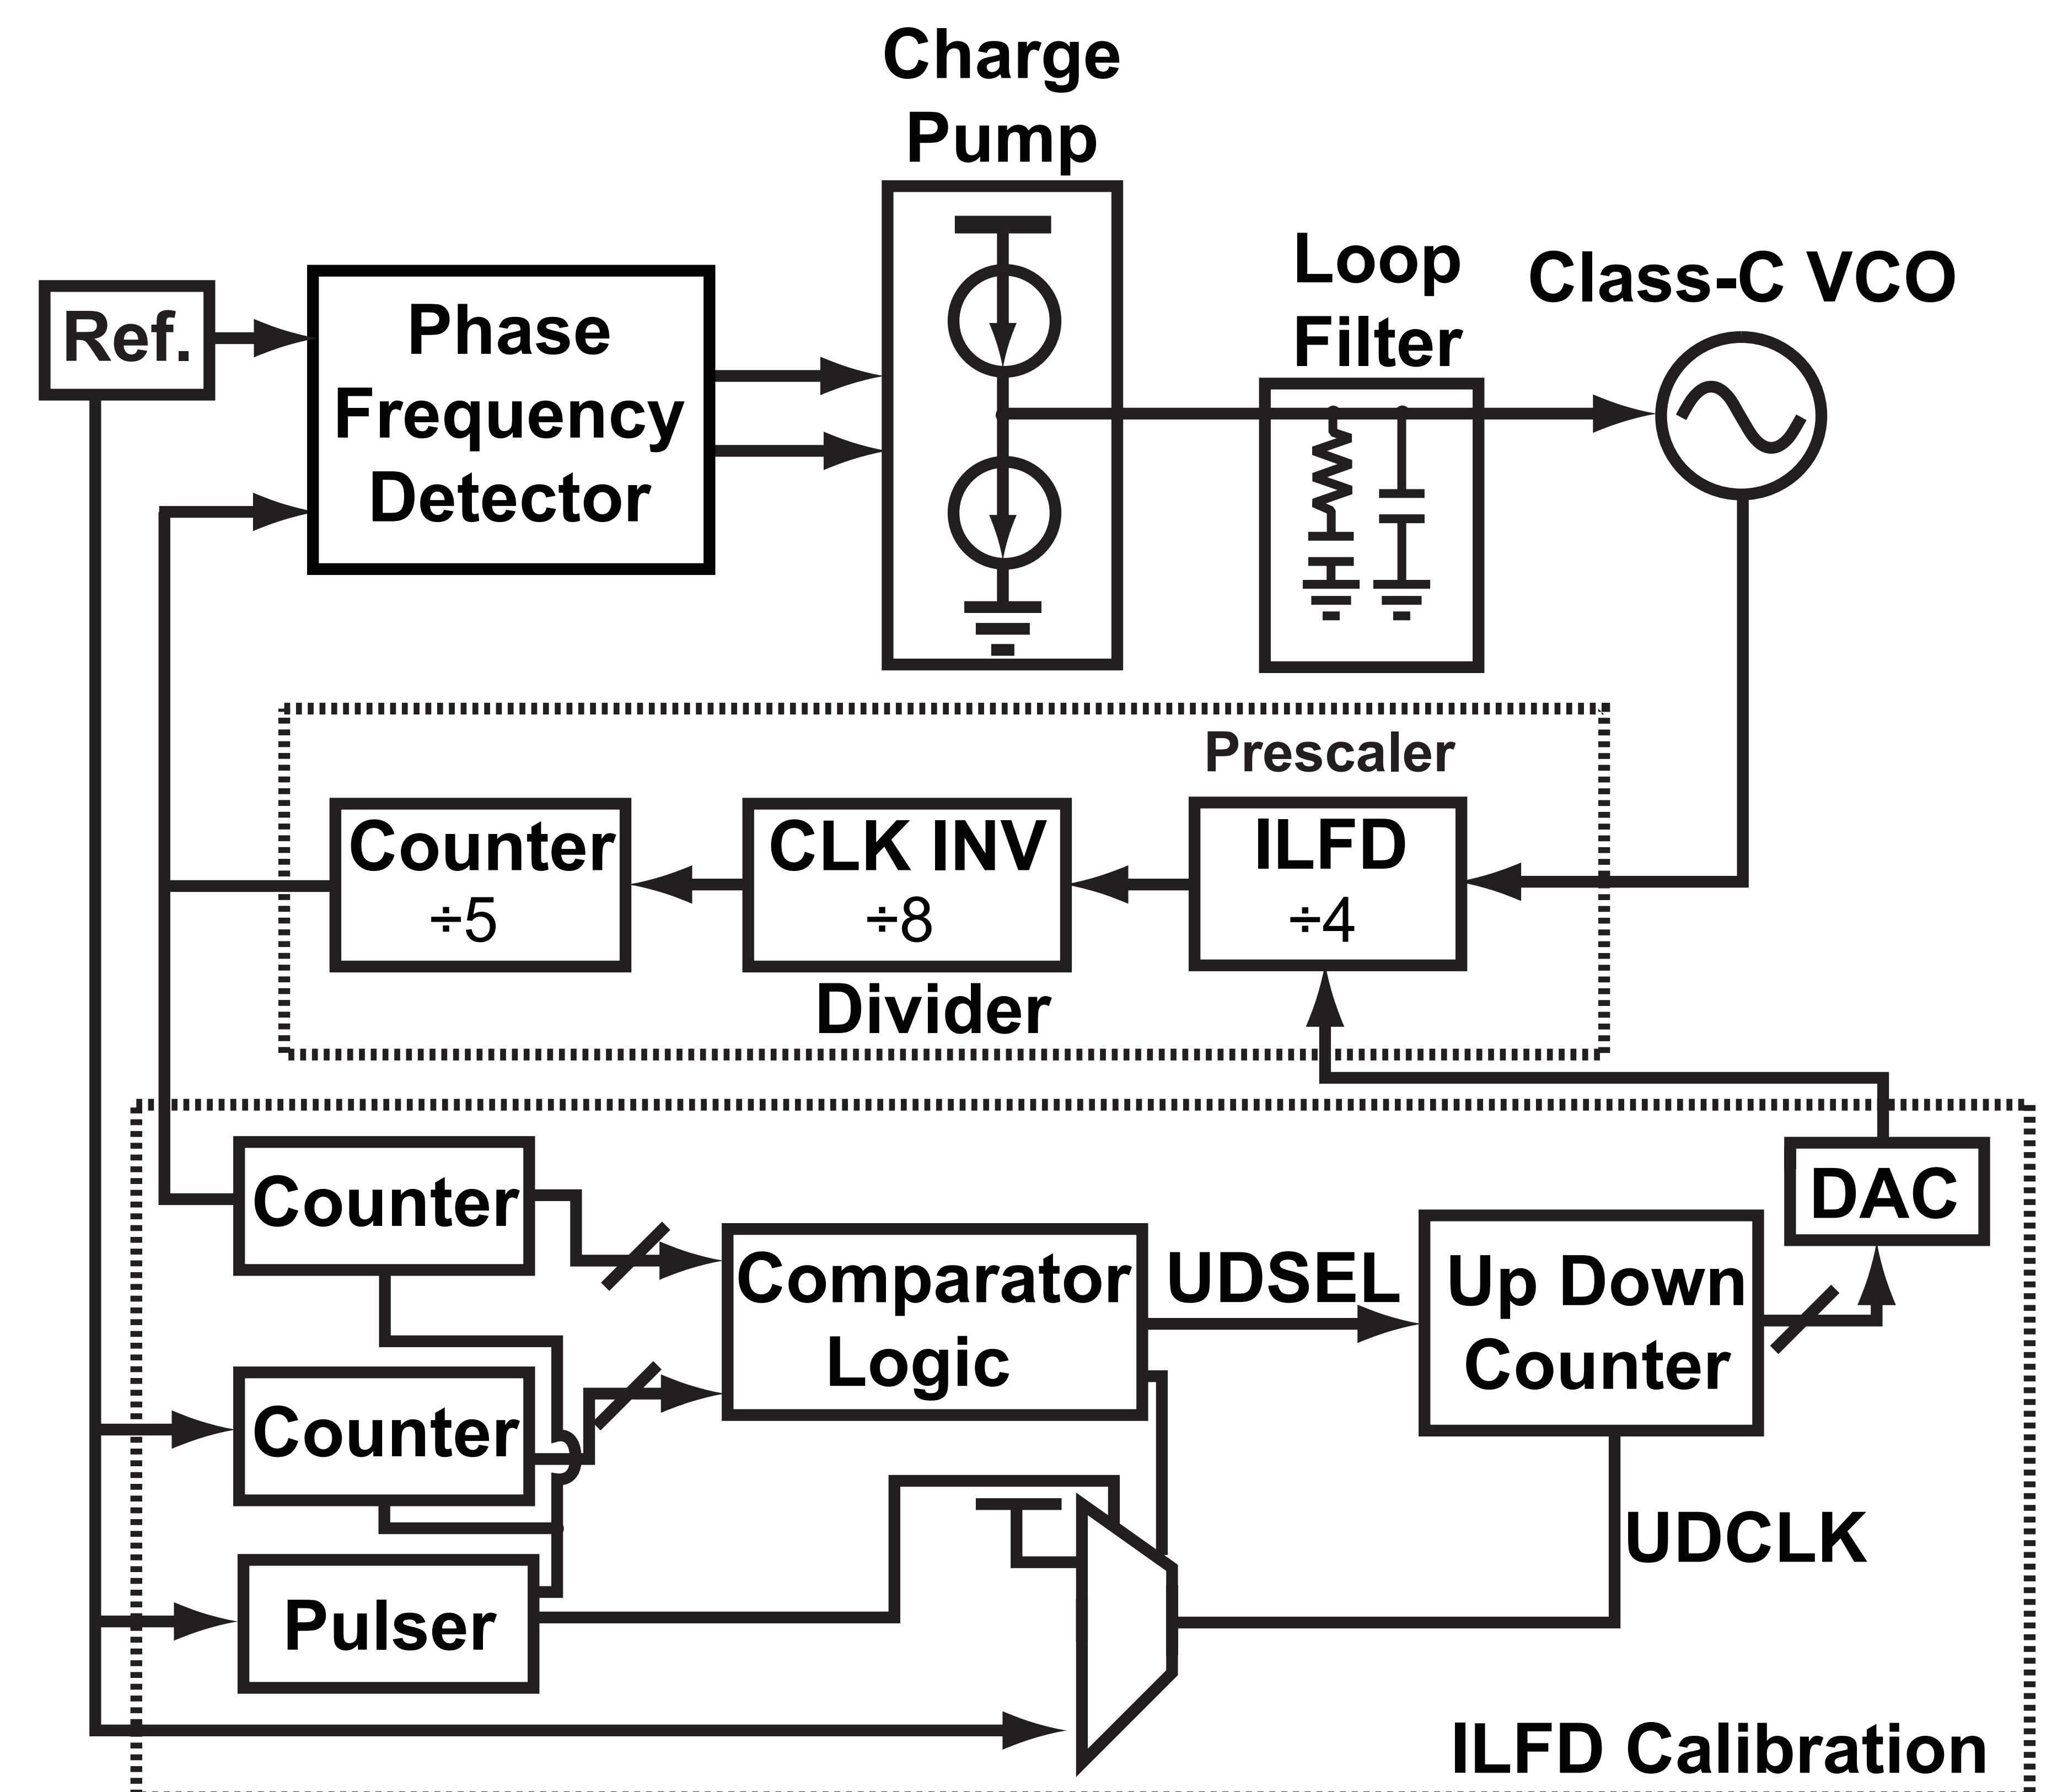 Charge
Pump
Loop
Filter
Class-C VCO
Ref.
Phase
Frequency
Detector
Prescaler
Counter
÷5
CLK INV
÷8
ILFD
÷4
Divider
Counter
DAC
Comparator
Logic
UDSEL
Up Down
Counter
Counter
UDCLK
Pulser
ILFD Calibration